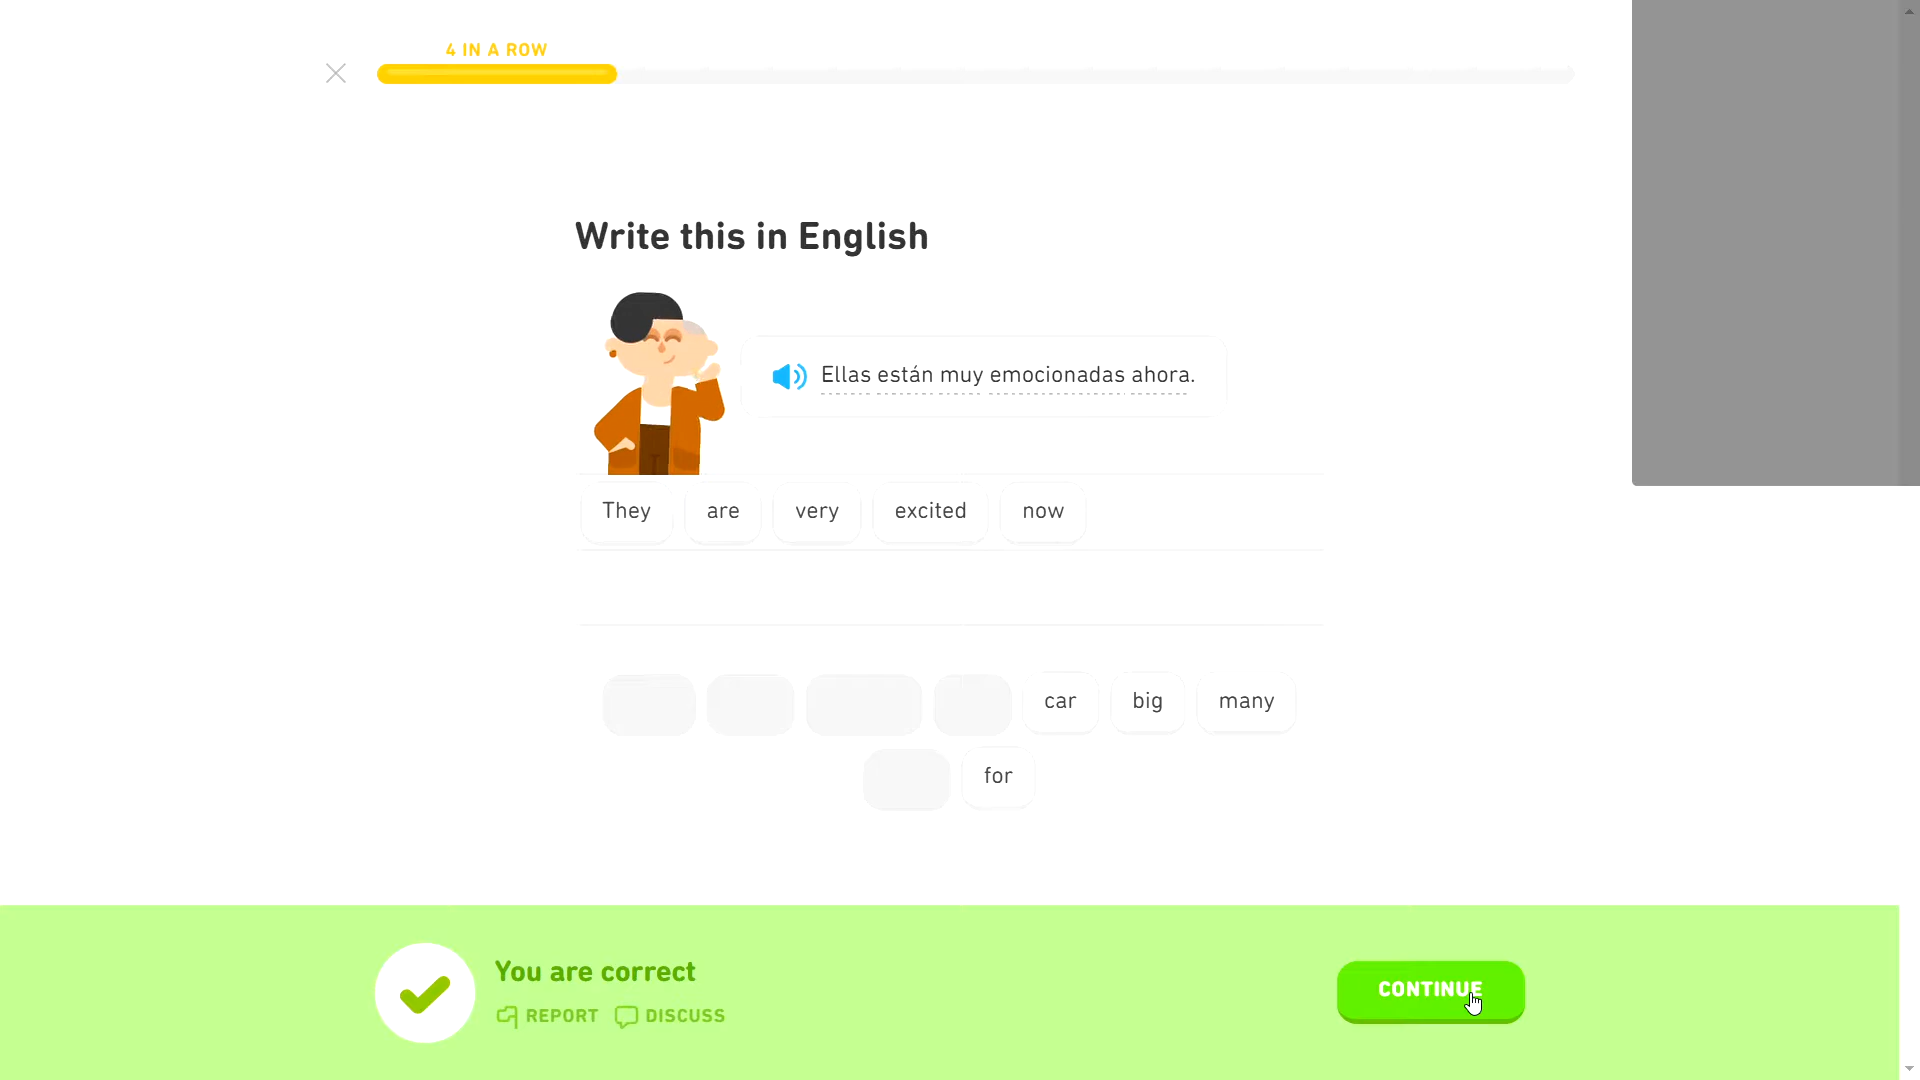 4 IN A ROW
Write this in English
Ellas están muy emocionadas ahora.
They are very excited now
car big many
for
You are correct
REPORT DISCUSS
CONTINUE